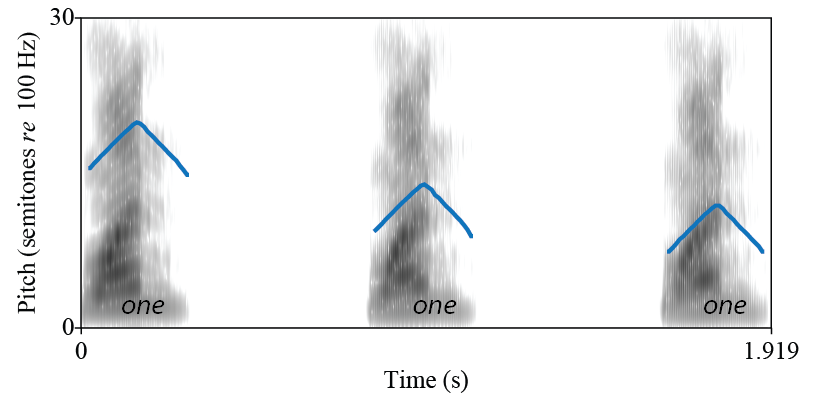 30
Pitch (semitones re 100 Hz)
one one one
0
0 1.919
Time (s)